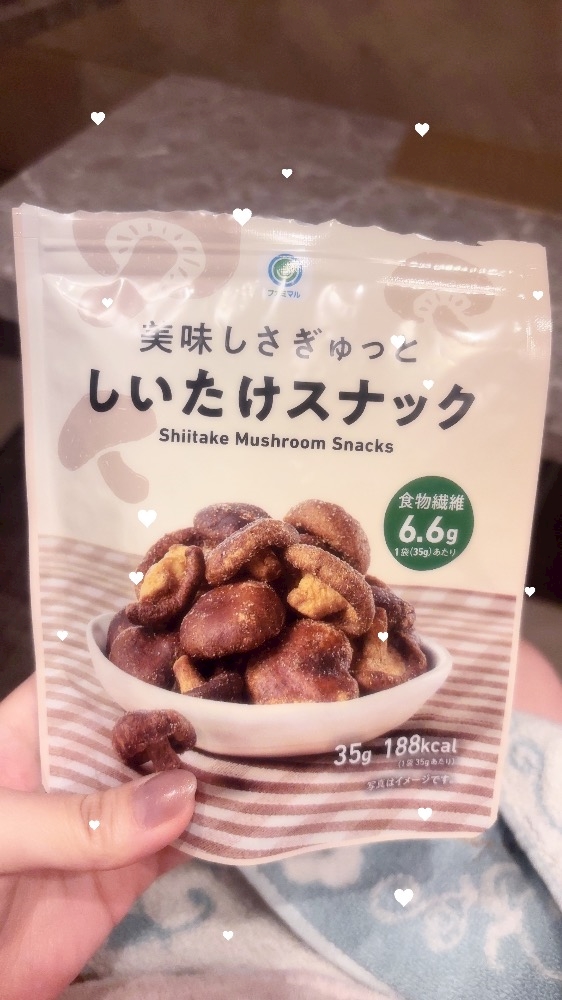 ファミマル
美味しさぎゅっと
しいたけスナック
Shiitake Mushroom Snacks
食物繊維
6.6g
1袋(35g)あたり
35g 188kcal
(1袋35gあたり)
写真はイメージです。